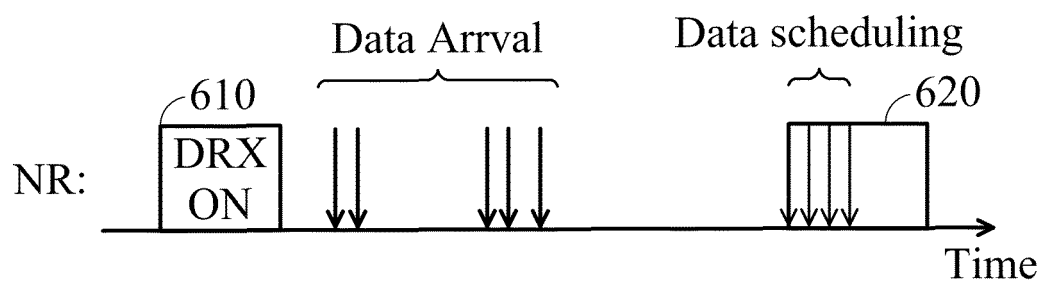 Data Arrval
Data scheduling
610
620
DRX
ON
NR:
Time